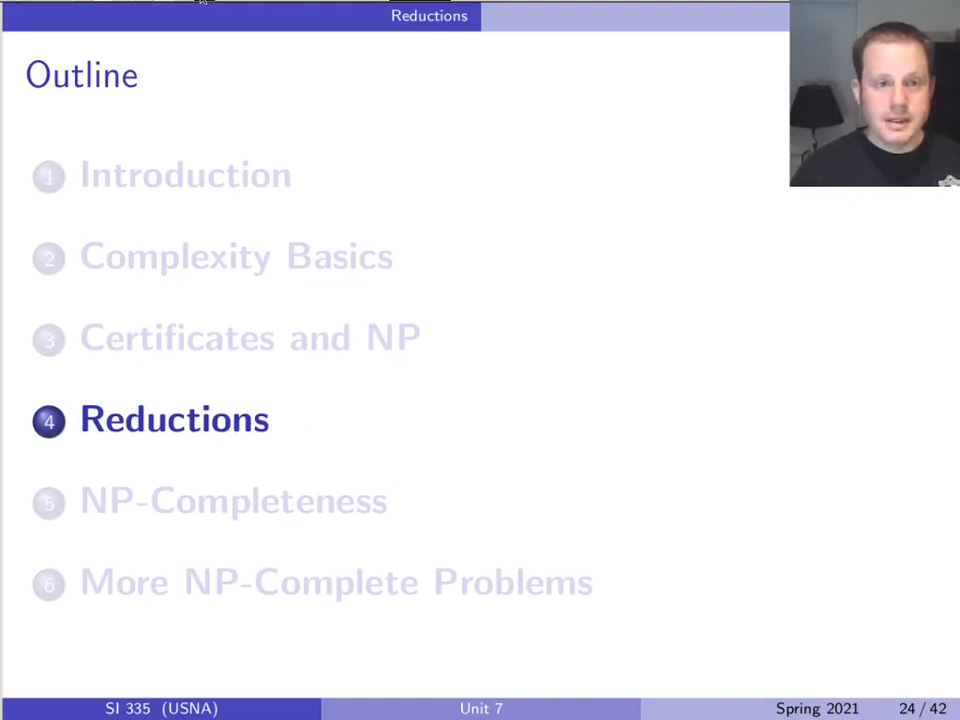 Reductions
Outline
1 Introduction
2 Complexity Basics
3 Certificates and NP
4 Reductions
5 NP-Completeness
6 More NP-Complete Problems
SI 335 (USNA) Unit 7 Spring 2021 24 / 42